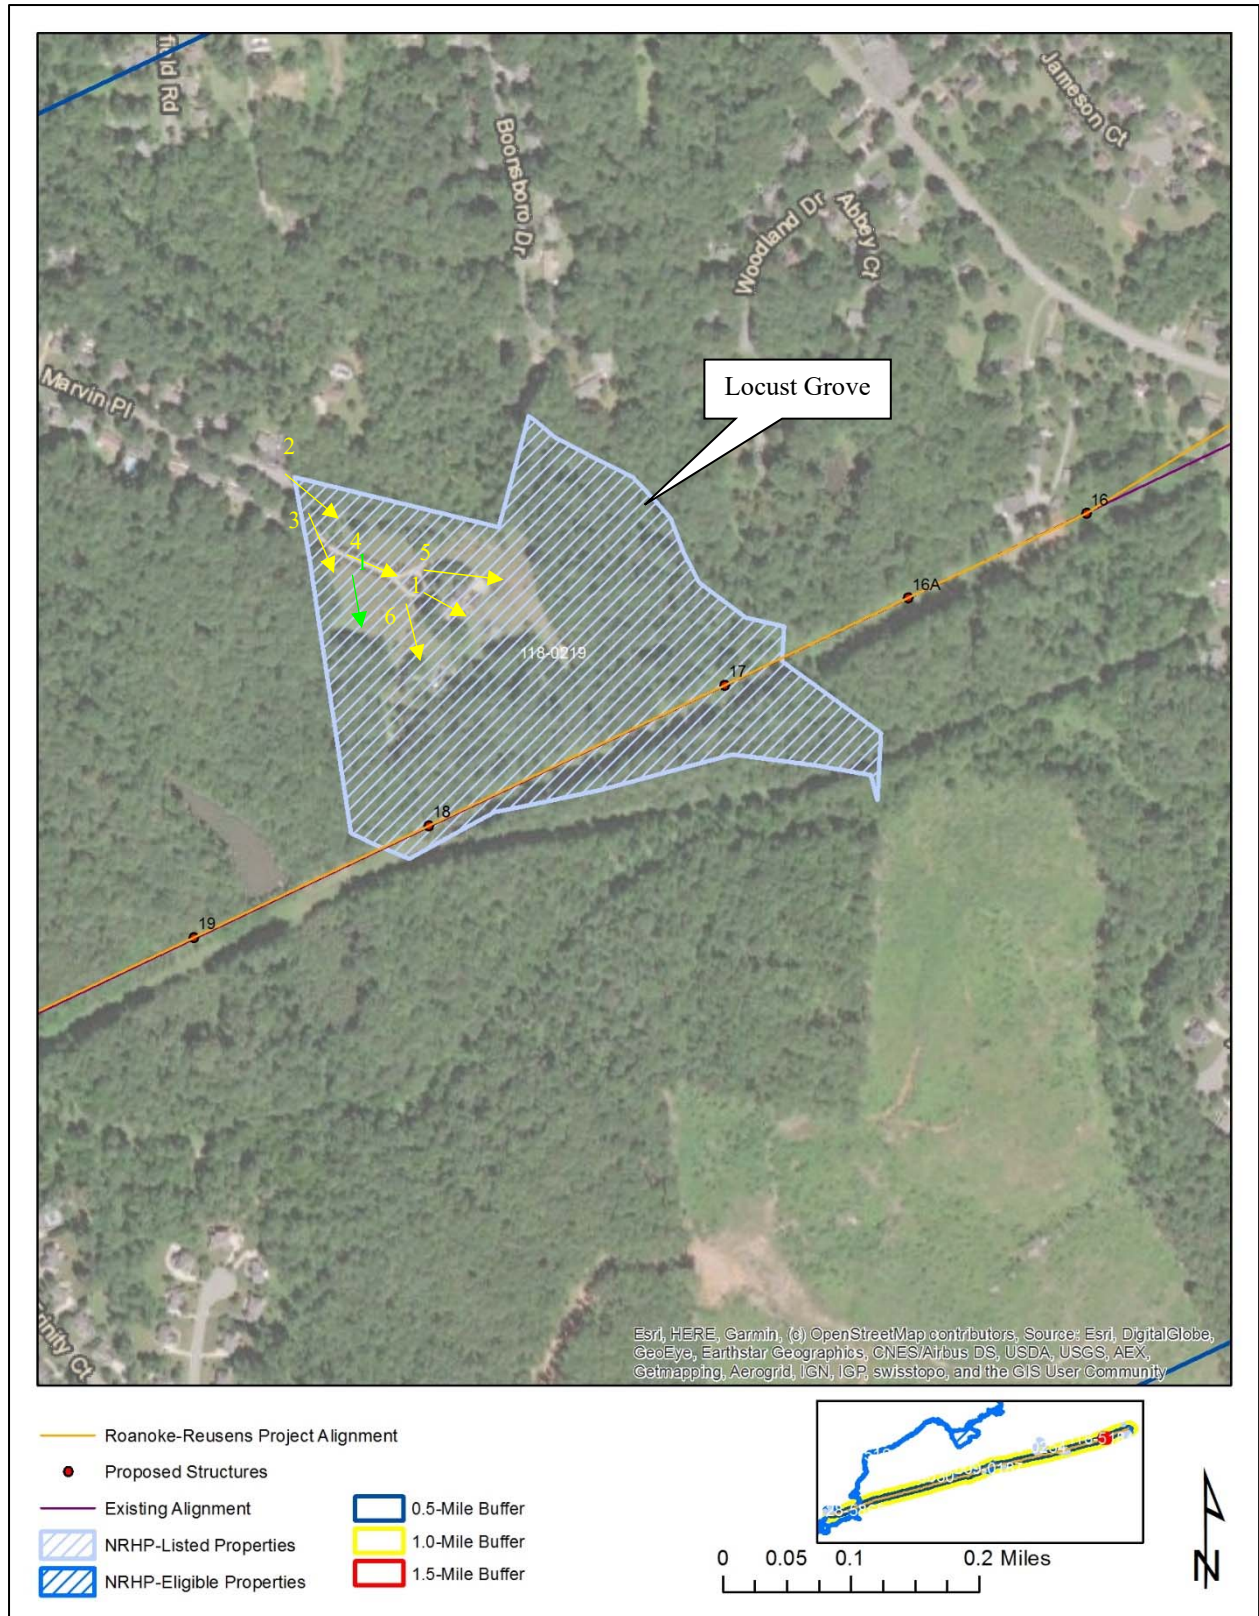 field Rd
Boonsboro Dr
Jameson Ct
Woodland Dr
Abbey Ct
Marvin Pl
Locust Grove
2
3
4
1
5
1
6
118-0219
16
16A
17
18
19
Esri, HERE, Garmin, (c) OpenStreetMap contributors, Source: Esri, DigitalGlobe,
GeoEye, Earthstar Geographics, CNES/Airbus DS, USDA, USGS, AEX,
Getmapping, Aerogrid, IGN, IGP, swisstopo, and the GIS User Community
Roanoke-Reusens Project Alignment
Proposed Structures
Existing Alignment
NRHP-Listed Properties
NRHP-Eligible Properties
0.5-Mile Buffer
1.0-Mile Buffer
1.5-Mile Buffer
0 0.05 0.1 0.2 Miles
N